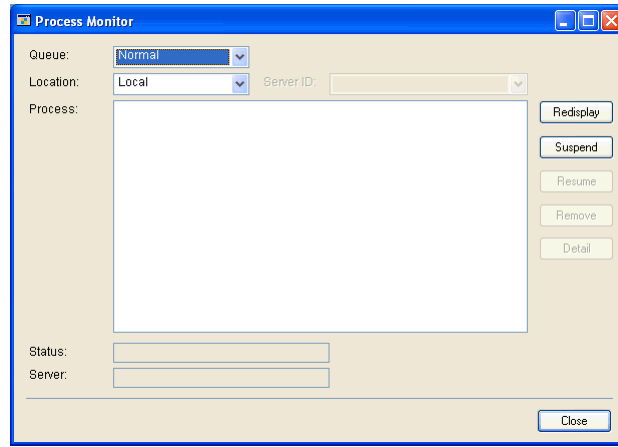 Process Monitor
Queue: Normal
Location: Local Server ID:
Process:
Redisplay
Suspend
Resume
Remove
Detail
Status:
Server:
Close